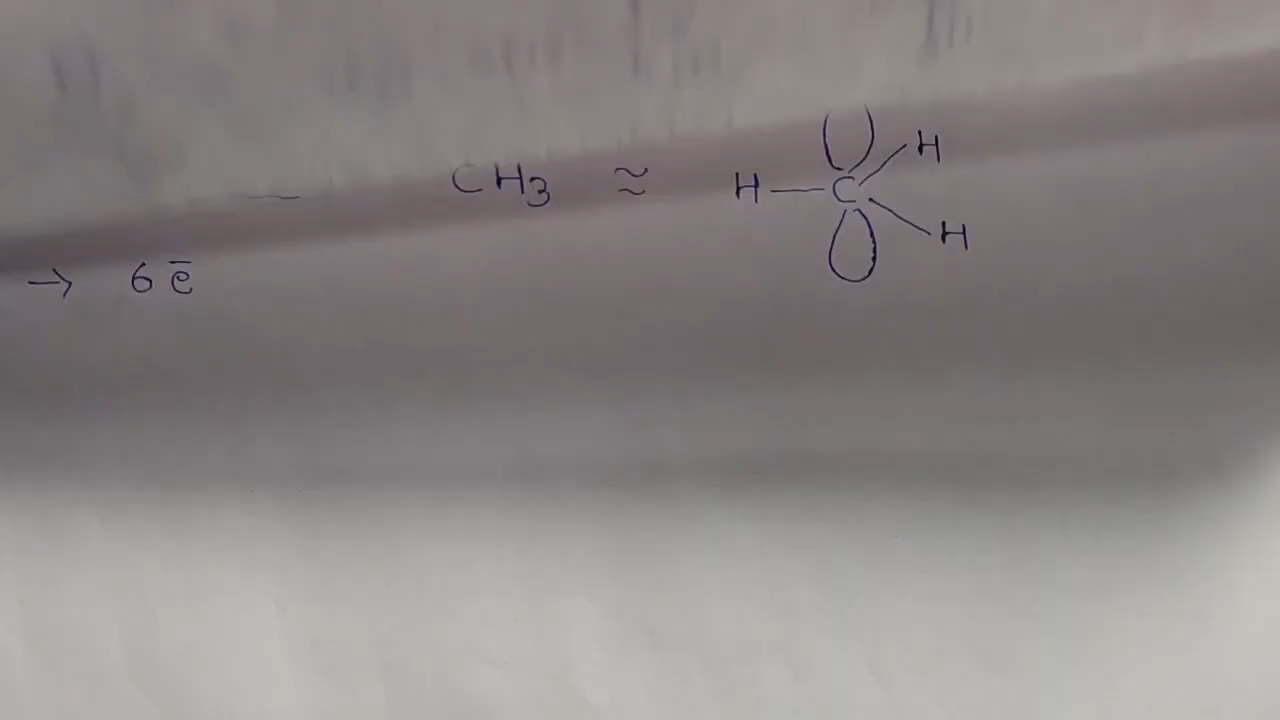 CH3 ≈ H—C H H
→ 6 ē